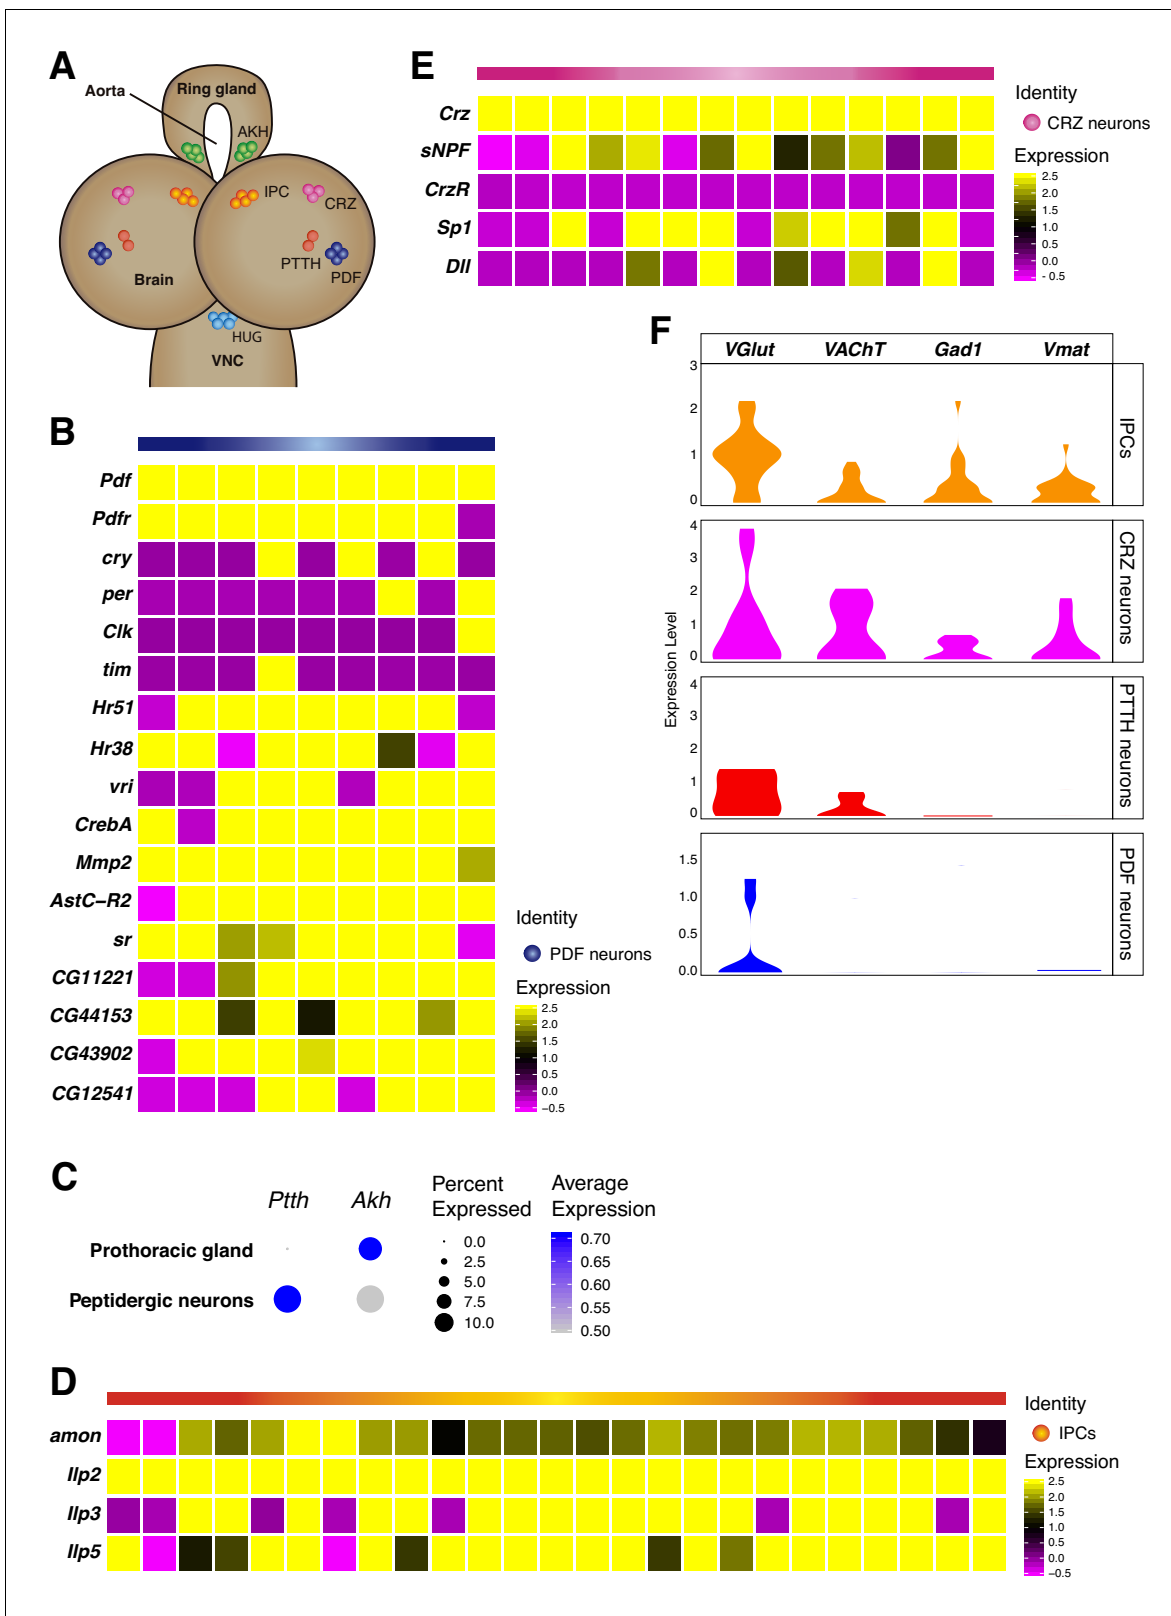 A
Ring gland
Aorta
AKH
IPC
CRZ
PTTH
PDF
Brain
HUG
VNC
B
Pdf
Pdfr
cry
per
Clk
tim
Hr51
Hr38
vri
CrebA
Mmp2
AstC–R2
sr
CG11221
CG44153
CG43902
CG12541
Identity
PDF neurons
Expression
2.5
2.0
1.5
1.0
0.5
0.0
−0.5
C
Ptth Akh
Prothoracic gland
Peptidergic neurons
Percent
Expressed
0.0
2.5
5.0
7.5
10.0
Average
Expression
0.70
0.65
0.60
0.55
0.50
D
amon
Ilp2
Ilp3
Ilp5
Identity
IPCs
Expression
2.5
2.0
1.5
1.0
0.5
0.0
−0.5
E
Crz
sNPF
CrzR
Sp1
Dll
Identity
CRZ neurons
Expression
2.5
2.0
1.5
1.0
0.5
0.0
- 0.5
F
VGlut VAChT Gad1 Vmat
3
2
1
0
IPCs
4
3
2
1
0
CRZ neurons
Expression Level
4
3
2
1
0
PTTH neurons
1.5
1.0
0.5
0.0
PDF neurons